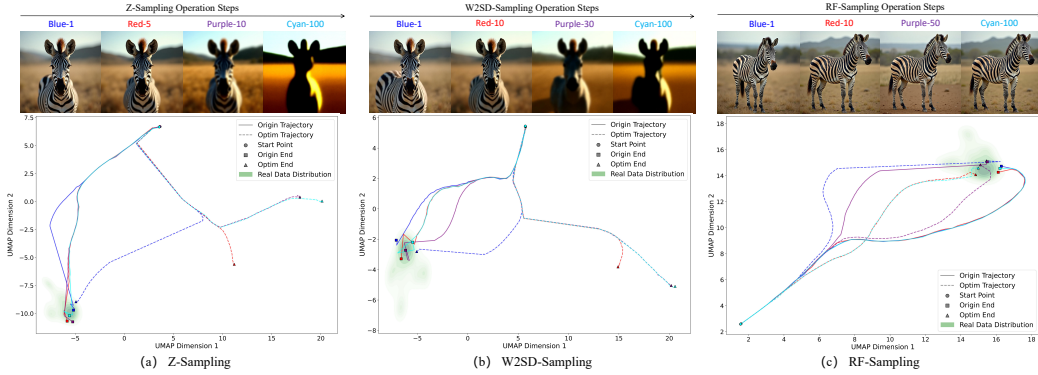 Z-Sampling Operation Steps
Blue-1 Red-5 Purple-10 Cyan-100
7.5
5.0
2.5
0.0
−2.5
−5.0
−7.5
−10.0
UMAP Dimension 2
Origin Trajectory
Optim Trajectory
Start Point
Origin End
Optim End
Real Data Distribution
−5 0 5 10 15 20
UMAP Dimension 1
(a) Z-Sampling
W2SD-Sampling Operation Steps
Blue-1 Red-10 Purple-30 Cyan-100
6
4
2
0
−2
−4
−6
−8
UMAP Dimension 2
Origin Trajectory
Optim Trajectory
Start Point
Origin End
Optim End
Real Data Distribution
−5 0 5 10 15 20
UMAP Dimension 1
(b) W2SD-Sampling
RF-Sampling Operation Steps
Blue-1 Red-10 Purple-50 Cyan-100
18
16
14
12
10
8
6
4
2
UMAP Dimension 2
Origin Trajectory
Optim Trajectory
Start Point
Origin End
Optim End
Real Data Distribution
2 4 6 8 10 12 14 16 18
UMAP Dimension 1
(c) RF-Sampling